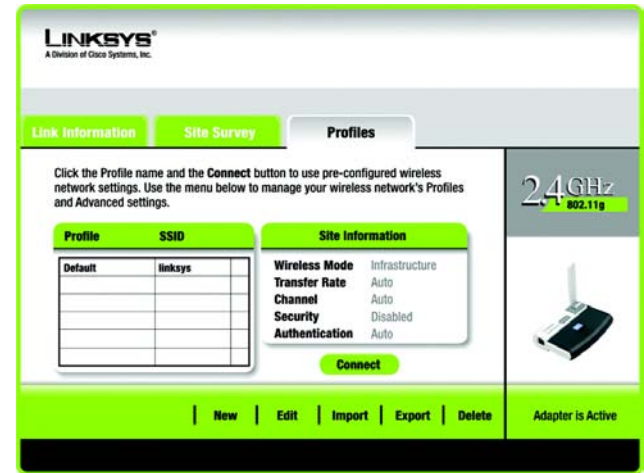 LINKSYS®
A Division of Cisco Systems, Inc.
Link Information
Site Survey
Profiles
Click the Profile name and the Connect button to use pre-configured wireless
network settings. Use the menu below to manage your wireless network's Profiles
and Advanced settings.
2,4GHz
802.11g
Profile SSID
Default linksys
Site Information
Wireless Mode Infrastructure
Transfer Rate Auto
Channel Auto
Security Disabled
Authentication Auto
Connect
New | Edit | Import | Export | Delete
Adapter is Active